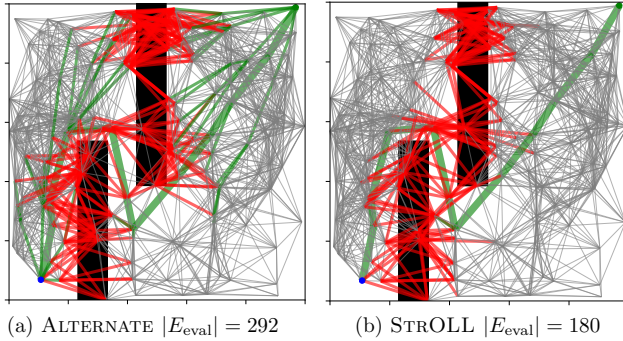 (a) ALTERNATE |E_eval| = 292
(b) STROLL |E_eval| = 180